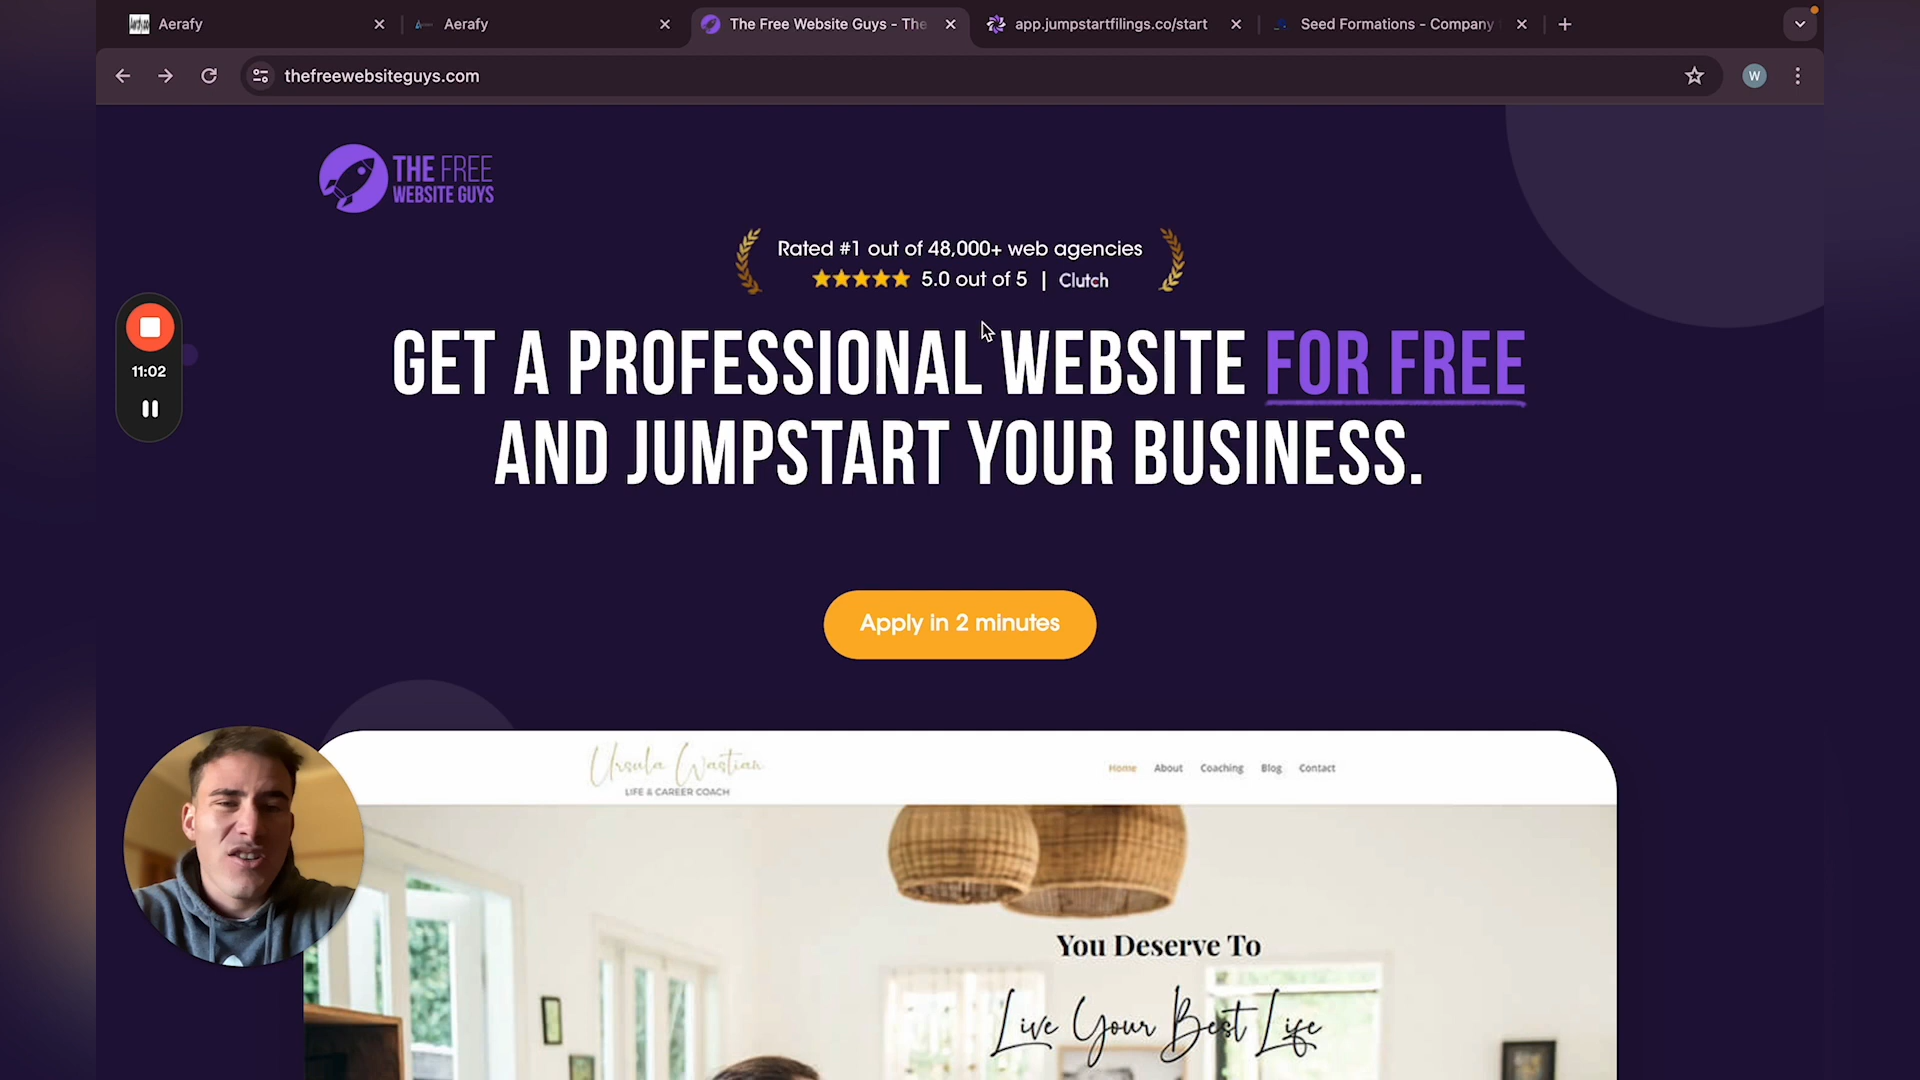 Aerafy
Aerafy
The Free Website Guys - The
app.jumpstartfilings.co/start
Seed Formations - Company
thefreewebsiteguys.com
W
THE FREE
WEBSITE GUYS
Rated #1 out of 48,000+ web agencies
5.0 out of 5 | Clutch
GET A PROFESSIONAL WEBSITE FOR FREE
AND JUMPSTART YOUR BUSINESS.
11:02
Apply in 2 minutes
Ursula Wastian
LIFE & CAREER COACH
Home About Coaching Blog Contact
You Deserve To
Live Your Best Life